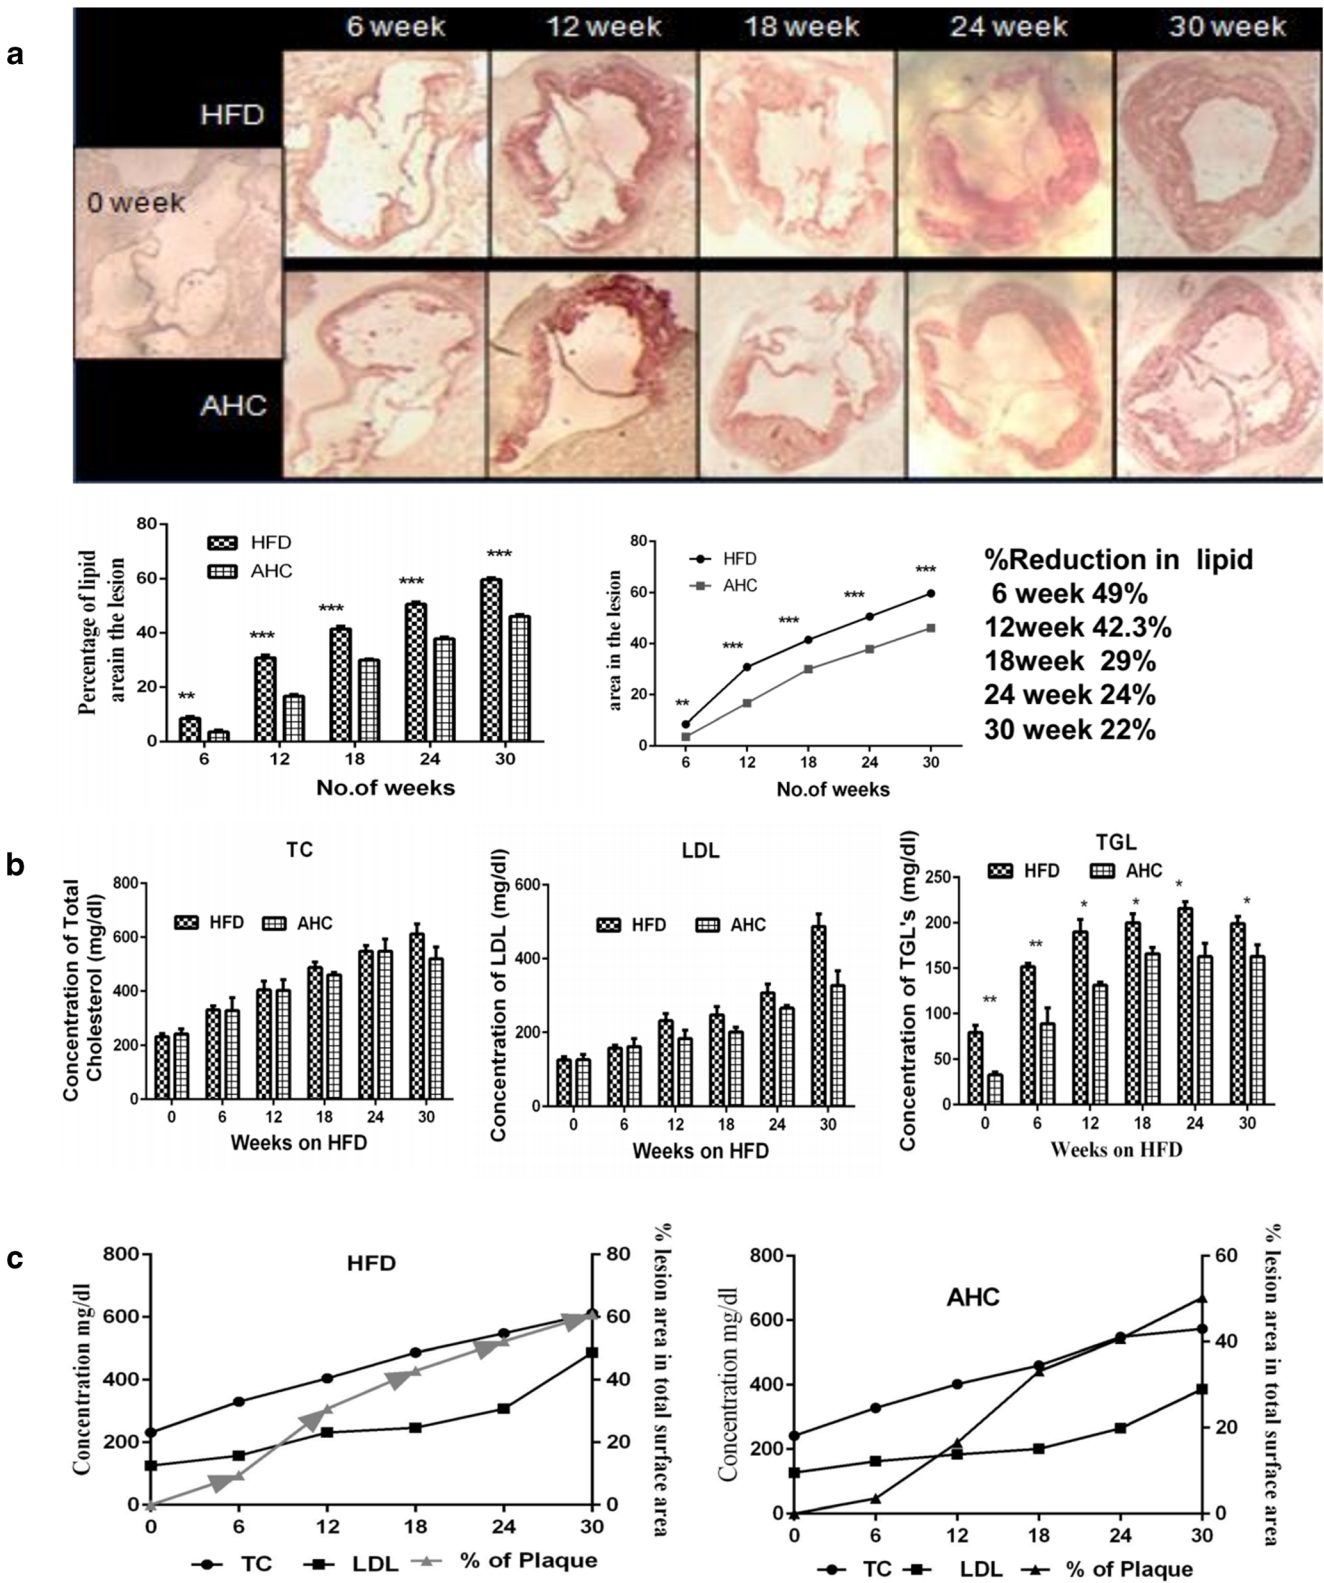 a
6 week 12 week 18 week 24 week 30 week
HFD
0 week
AHC
Percentage of lipid
areain the lesion
80
60
40
20
0
HFD
AHC
** *** *** *** ***
6 12 18 24 30
No.of weeks
area in the lesion
80
60
40
20
0
HFD
AHC
** *** *** *** ***
6 12 18 24 30
No.of weeks
%Reduction in lipid
6 week 49%
12week 42.3%
18week 29%
24 week 24%
30 week 22%
b
TC
Concentration of Total
Cholesterol (mg/dl)
800
600
400
200
0
HFD AHC
0 6 12 18 24 30
Weeks on HFD
LDL
Concentration of LDL (mg/dl)
600
400
200
0
HFD AHC
0 6 12 18 24 30
Weeks on HFD
TGL
Concentration of TGL's (mg/dl)
250
200
150
100
50
0
HFD AHC
** ** * * * *
0 6 12 18 24 30
Weeks on HFD
c
HFD
Concentration mg/dl
800
600
400
200
0
80
60
40
20
0
% lesion area in total surface area
0 6 12 18 24 30
TC LDL % of Plaque
AHC
Concentration mg/dl
800
600
400
200
0
60
40
20
0
% lesion area in total surface area
0 6 12 18 24 30
TC LDL % of Plaque